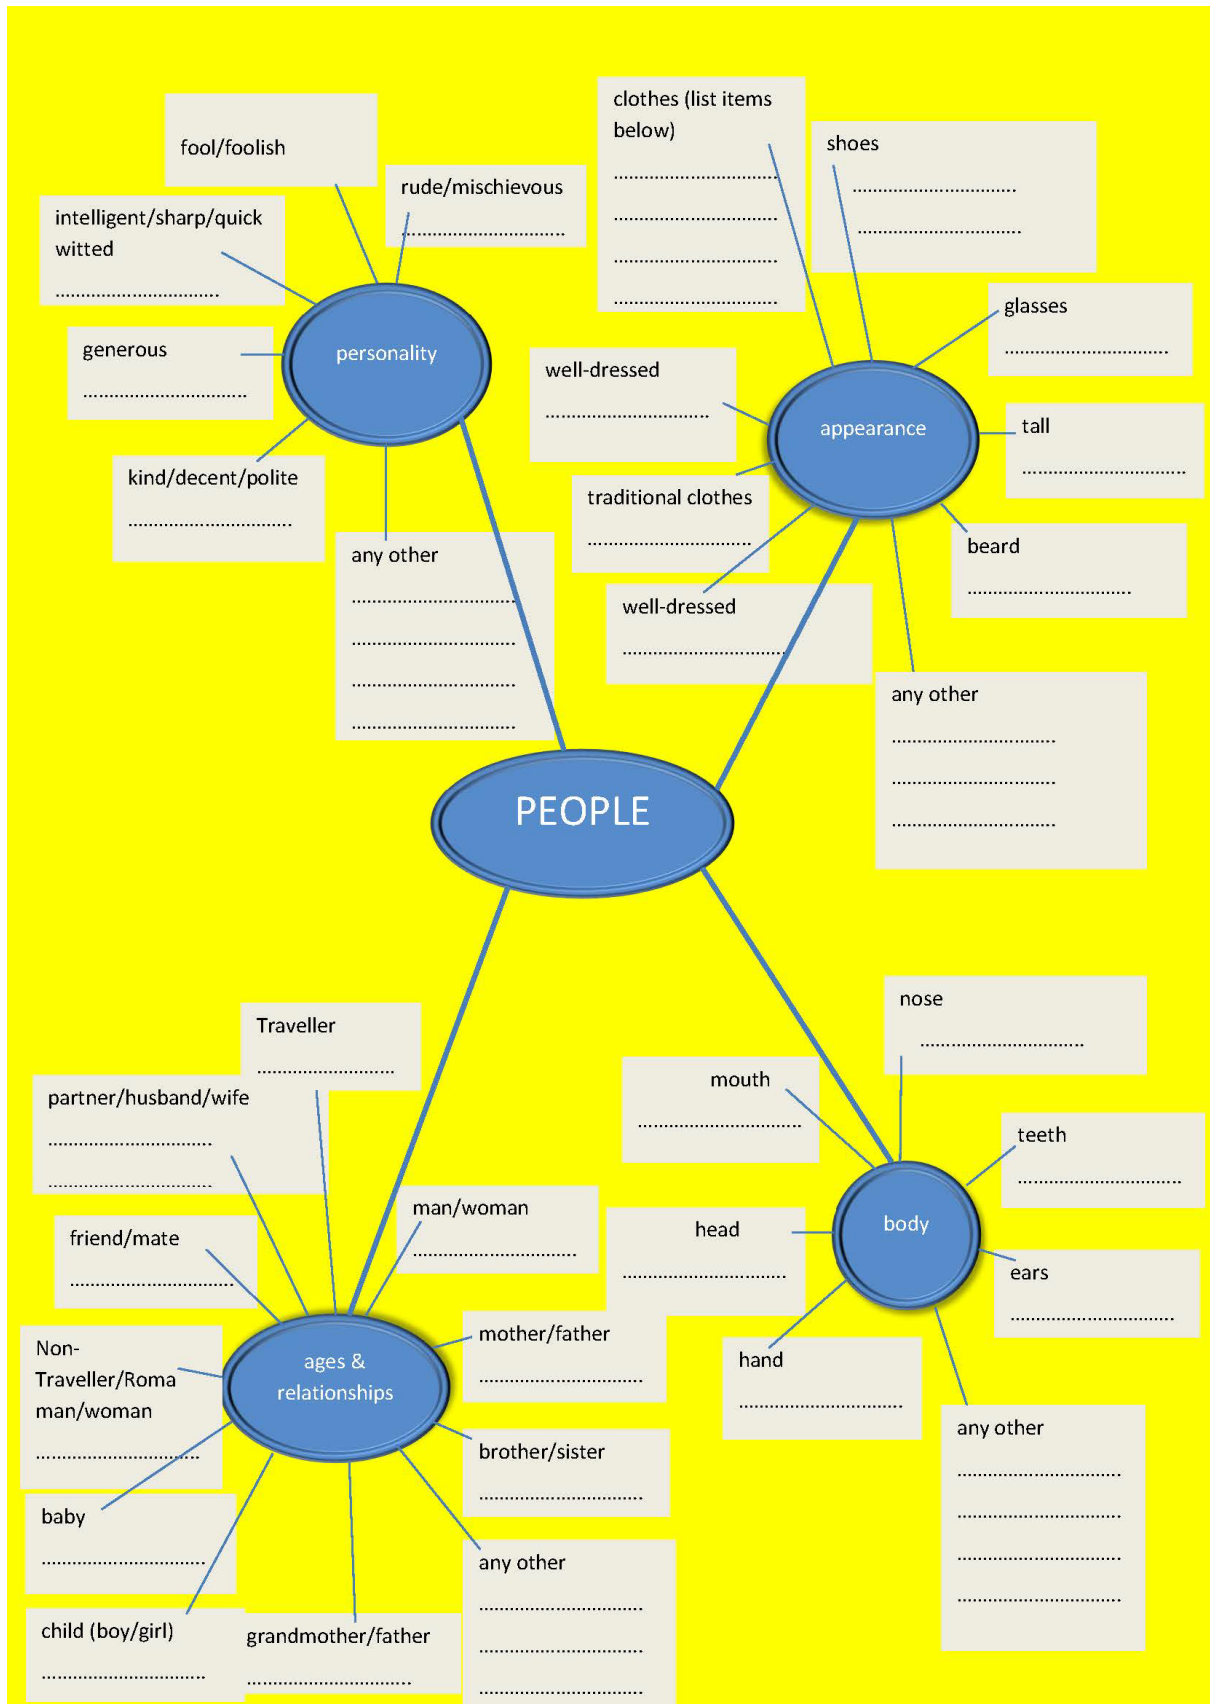 fool/foolish
rude/mischievous
....................................
intelligent/sharp/quick
witted
....................................
generous
....................................
kind/decent/polite
....................................
any other
....................................
....................................
....................................
....................................
personality
clothes (list items
below)
....................................
....................................
....................................
....................................
shoes
....................................
....................................
glasses
....................................
well-dressed
....................................
tall
....................................
traditional clothes
....................................
beard
....................................
well-dressed
....................................
any other
....................................
....................................
....................................
appearance
PEOPLE
Traveller
..............................
partner/husband/wife
....................................
....................................
man/woman
....................................
friend/mate
....................................
mother/father
....................................
Non-
Traveller/Roma
man/woman
....................................
ages &
relationships
brother/sister
....................................
baby
....................................
any other
....................................
....................................
....................................
child (boy/girl)
....................................
grandmother/father
....................................
nose
....................................
mouth
....................................
teeth
....................................
head
....................................
body
ears
....................................
hand
....................................
any other
....................................
....................................
....................................
....................................